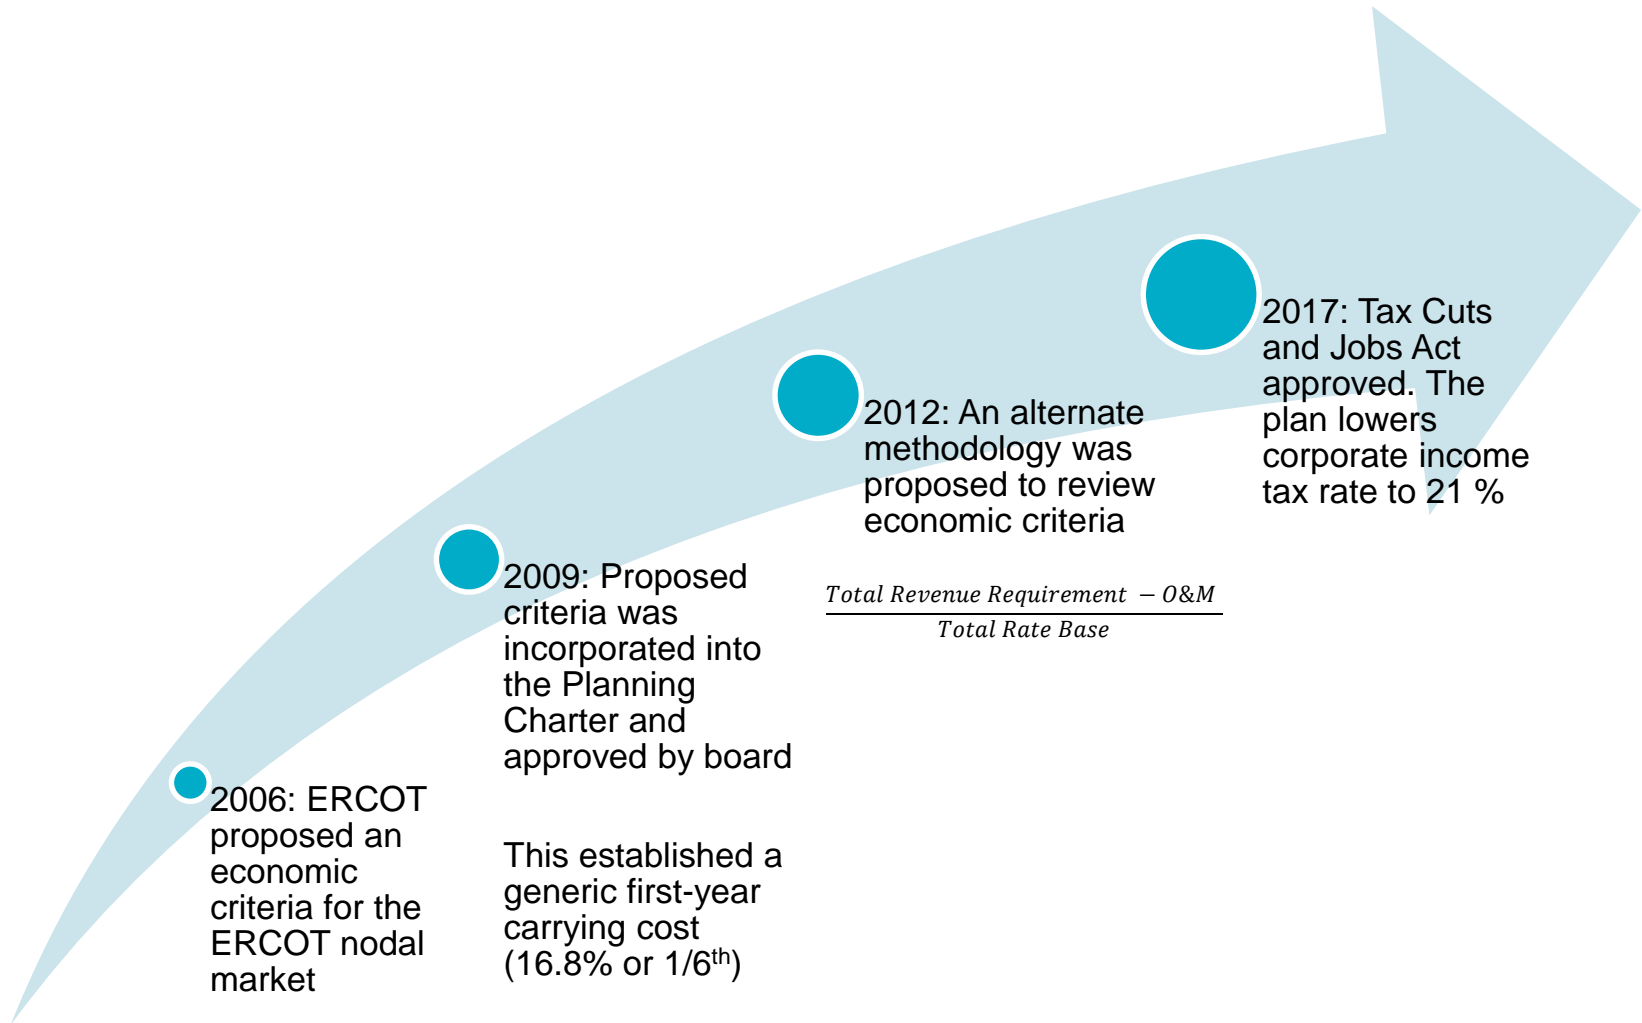 2006: ERCOT
proposed an
economic
criteria for the
ERCOT nodal
market
2009: Proposed
criteria was
incorporated into
the Planning
Charter and
approved by board
This established a
generic first-year
carrying cost
(16.8% or 1/6th)
2012: An alternate
methodology was
proposed to review
economic criteria
Total Revenue Requirement − O&M
Total Rate Base
2017: Tax Cuts
and Jobs Act
approved. The
plan lowers
corporate income
tax rate to 21 %